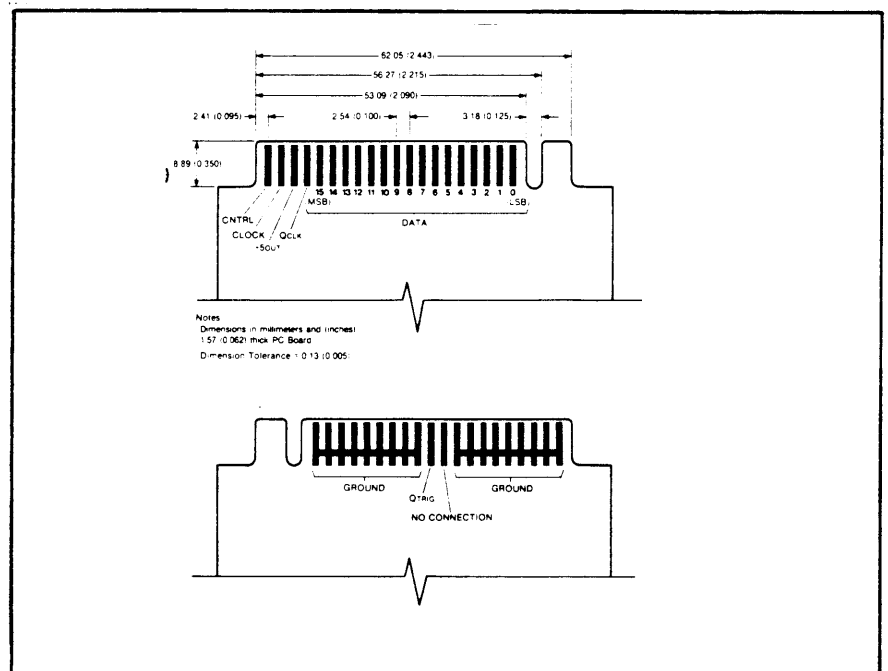 62.05 (2.443)
56.27 (2.215)
53.09 (2.090)
2.41 (0.095) 2.54 (0.100) 3.18 (0.125)
8.89 (0.350)
15 14 13 12 11 10 9 8 7 6 5 4 3 2 1 0
MSB) LSB)
CNTRL
DATA
CLOCK QCLK
+5OUT
Notes
Dimensions in millimeters and (inches)
1.57 (0.062) thick PC Board
Dimension Tolerance ± 0.13 (0.005)
GROUND GROUND
QTRIG
NO CONNECTION